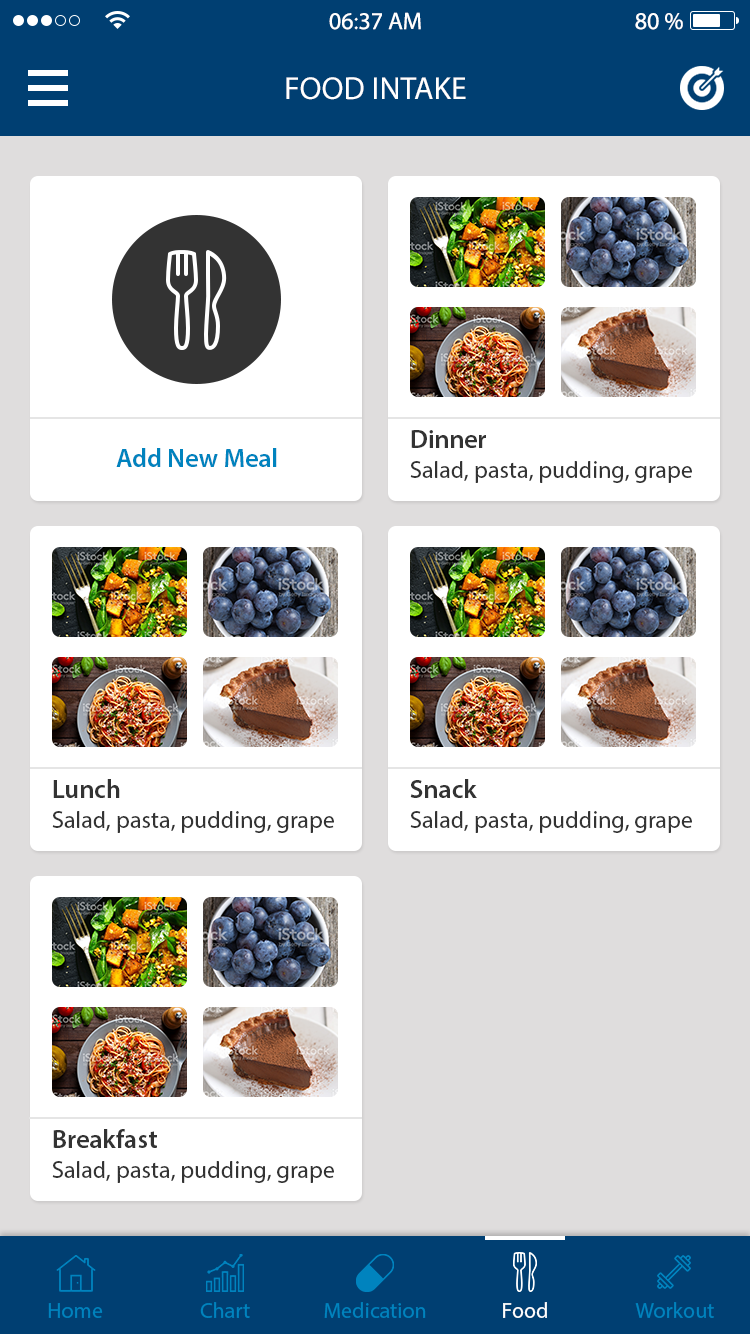 06:37 AM
80 %
FOOD INTAKE
Add New Meal
Dinner
Salad, pasta, pudding, grape
Lunch
Salad, pasta, pudding, grape
Snack
Salad, pasta, pudding, grape
Breakfast
Salad, pasta, pudding, grape
Home
Chart
Medication
Food
Workout